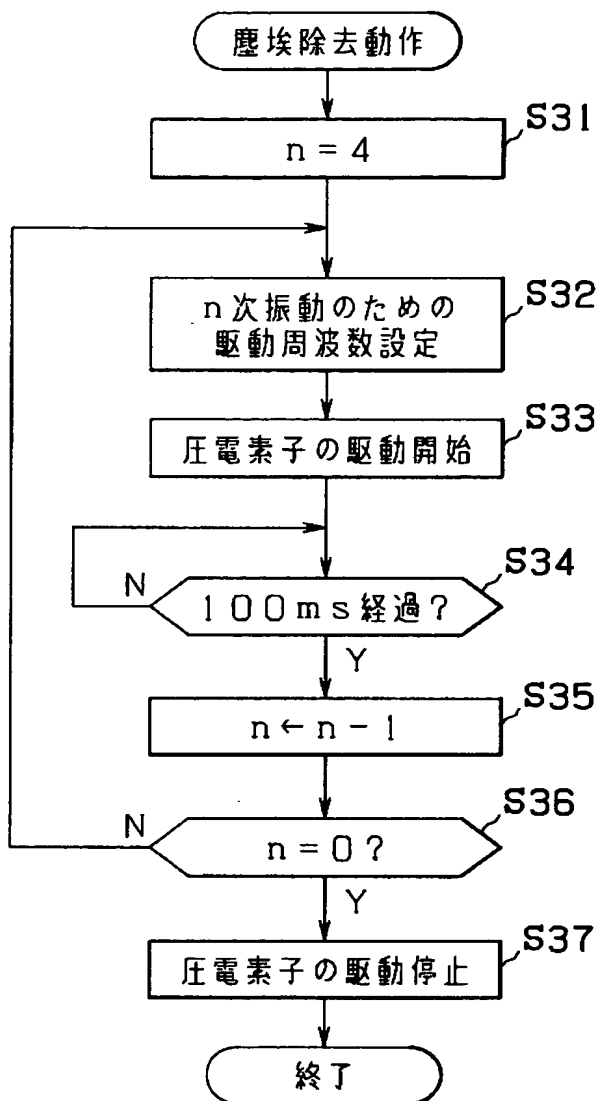 塵埃除去動作
S31
n=4
S32
n次振動のための
駆動周波数設定
S33
圧電素子の駆動開始
S34
N
100ms経過?
Y
S35
n←n-1
S36
N
n=0?
Y
S37
圧電素子の駆動停止
終了